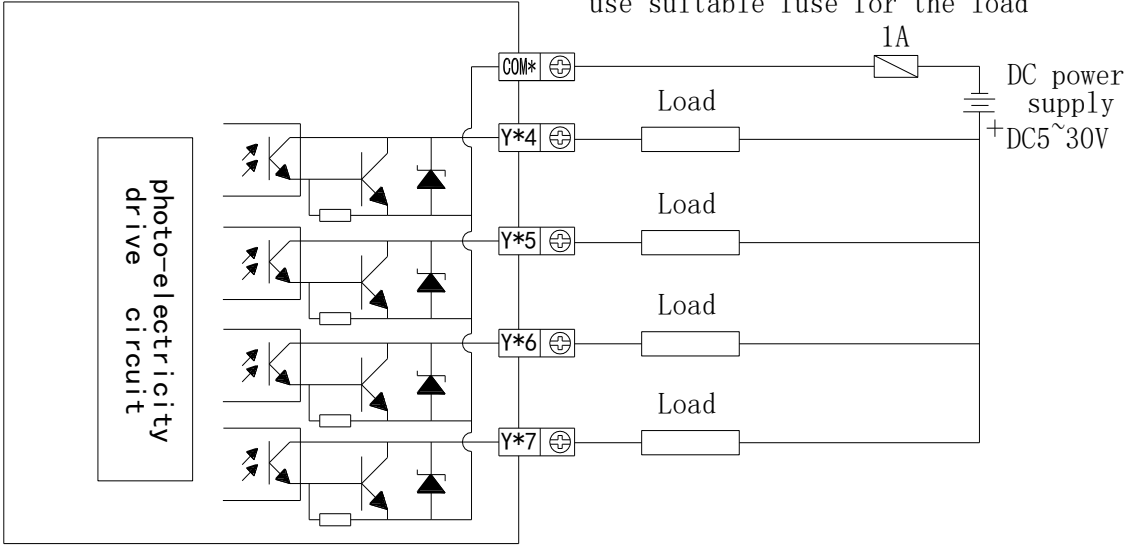 use suitable fuse for the load
1A
COM*
DC power
supply
+DC5~30V
Load
Y*4
Load
Y*5
Load
Y*6
Load
Y*7
photo-electricity
drive circuit